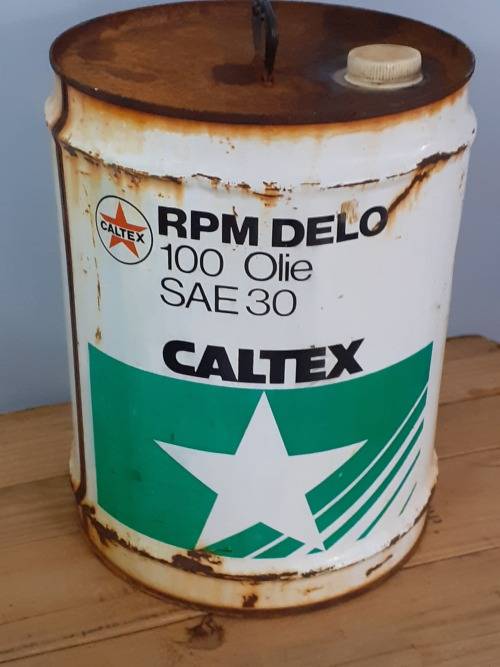 CALTEX
RPM DELO
100 Olie
SAE 30
CALTEX